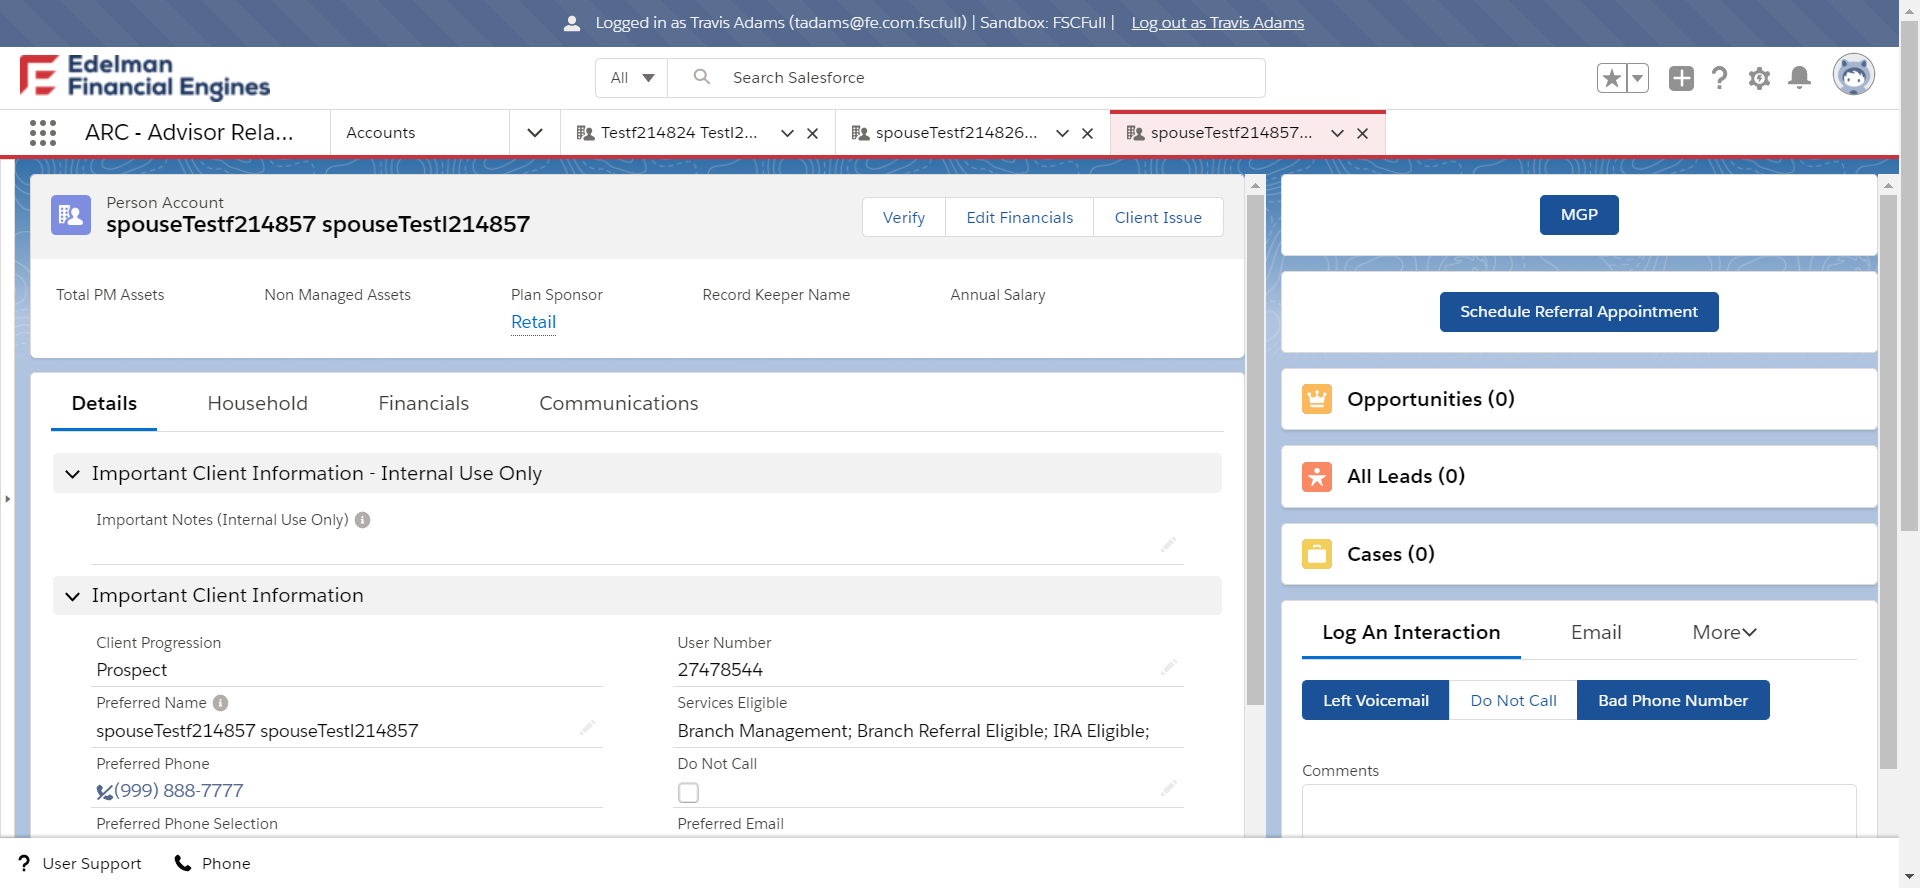 Logged in as Travis Adams (tadams@fe.com.fscfull) | Sandbox: FSCFull | Log out as Travis Adams
Edelman
Financial Engines
All
Search Salesforce
ARC - Advisor Rela...
Accounts
Testf214824 Testl2...
spouseTestf214826...
spouseTestf214857...
Person Account
spouseTestf214857 spouseTestl214857
Verify
Edit Financials
Client Issue
Total PM Assets
Non Managed Assets
Plan Sponsor
Record Keeper Name
Annual Salary
Retail
Details
Household
Financials
Communications
Important Client Information - Internal Use Only
Important Notes (Internal Use Only)
Important Client Information
Client Progression
Prospect
User Number
27478544
Preferred Name
spouseTestf214857 spouseTestl214857
Services Eligible
Branch Management; Branch Referral Eligible; IRA Eligible;
Preferred Phone
(999) 888-7777
Do Not Call
Preferred Phone Selection
Preferred Email
MGP
Schedule Referral Appointment
Opportunities (0)
All Leads (0)
Cases (0)
Log An Interaction
Email
More
Left Voicemail
Do Not Call
Bad Phone Number
Comments
? User Support
Phone